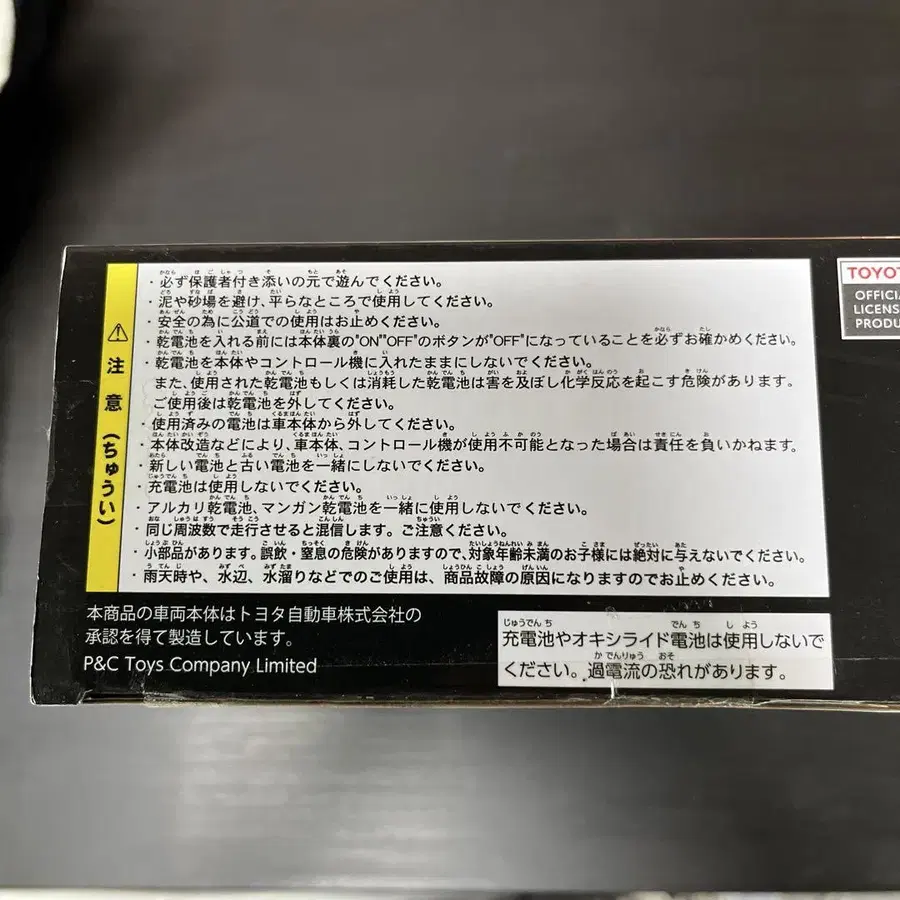 ⚠注意(ちゅうい)
・必ず保護者付き添いの元で遊んでください。
・泥や砂場を避け、平らなところで使用してください。
・安全の為に公道での使用はお止めください。
・乾電池を入れる前には本体裏の"ON""OFF"のボタンが"OFF"になっていることを必ずお確かめください。
・乾電池を本体やコントロール機に入れたままにしないでください。
また、使用された乾電池もしくは消耗した乾電池は害を及ぼし化学反応を起こす危険があります。
ご使用後は乾電池を外してください。
・使用済みの電池は車本体から外してください。
・本体改造などにより、車本体、コントロール機が使用不可能となった場合は責任を負いかねます。
・新しい電池と古い電池を一緒にしないでください。
・充電池は使用しないでください。
・アルカリ乾電池、マンガン乾電池を一緒に使用しないでください。
・同じ周波数で走行させると混信します。ご注意ください。
・小部品があります。誤飲・窒息の危険がありますので、対象年齢未満のお子様には絶対に与えないでください。
・雨天時や、水辺、水溜りなどでのご使用は、商品故障の原因になりますのでお止めください。
本商品の車両本体はトヨタ自動車株式会社の
承認を得て製造しています。
P&C Toys Company Limited
充電池やオキシライド電池は使用しないで
ください。過電流の恐れがあります。
TOYOT
OFFICIA
LICENS
PRODU